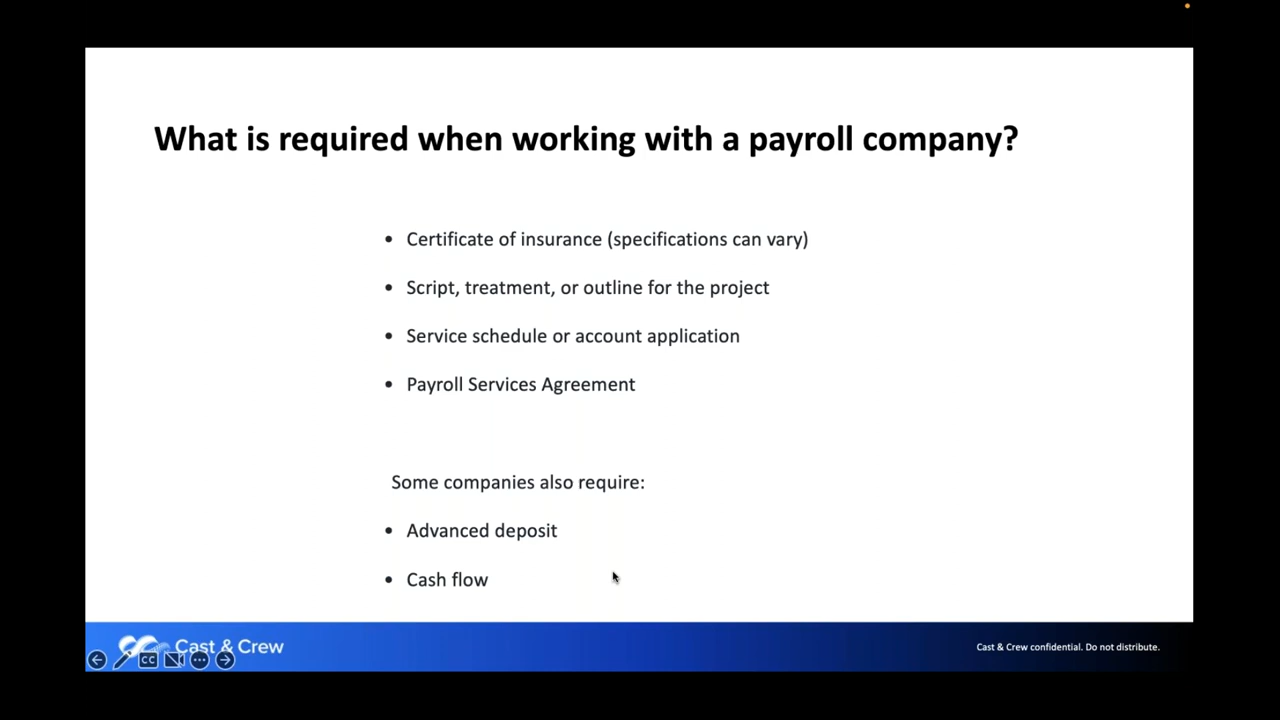 What is required when working with a payroll company?
• Certificate of insurance (specifications can vary)
• Script, treatment, or outline for the project
• Service schedule or account application
• Payroll Services Agreement
Some companies also require:
• Advanced deposit
• Cash flow
Cast & Crew
Cast & Crew confidential. Do not distribute.
CC